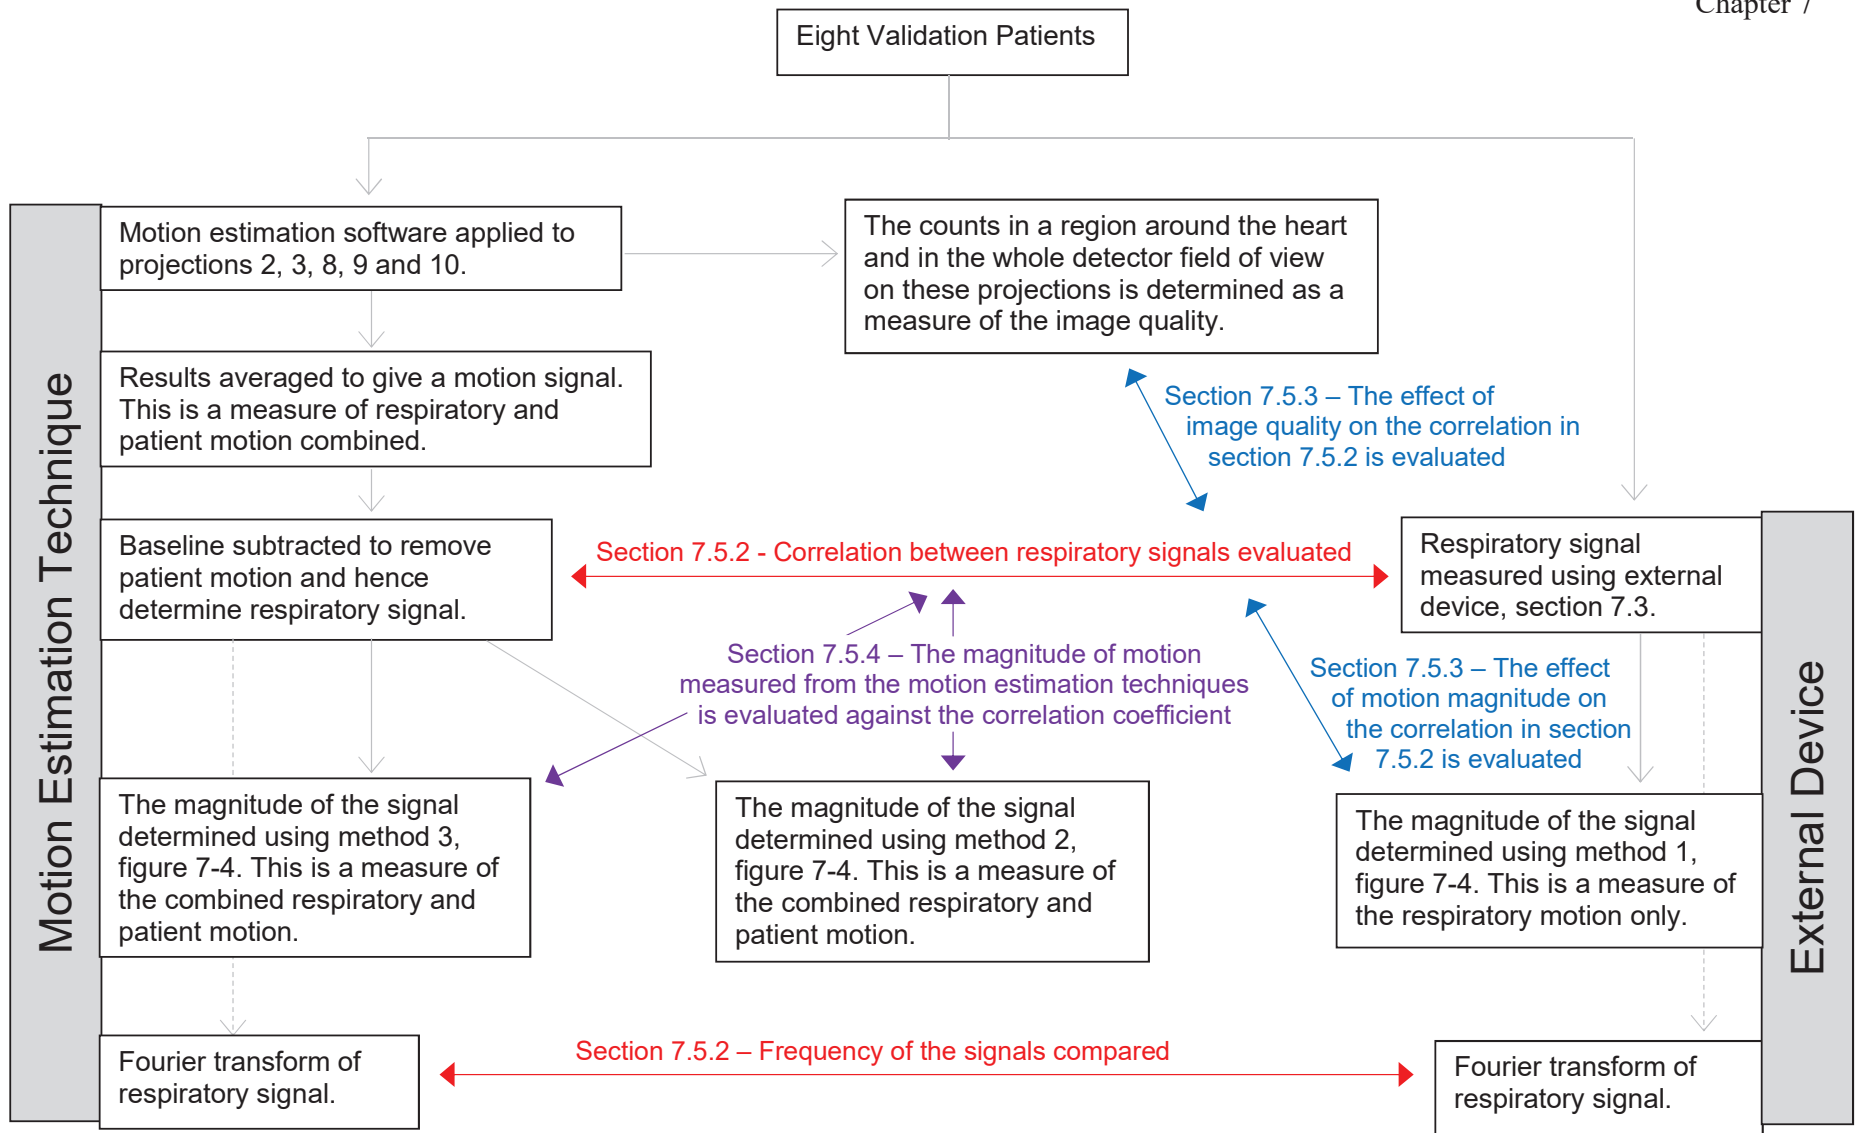 Chapter 7
Eight Validation Patients
Motion Estimation Technique
Motion estimation software applied to
projections 2, 3, 8, 9 and 10.
The counts in a region around the heart
and in the whole detector field of view
on these projections is determined as a
measure of the image quality.
Results averaged to give a motion signal.
This is a measure of respiratory and
patient motion combined.
Section 7.5.3 – The effect of
image quality on the correlation in
section 7.5.2 is evaluated
Baseline subtracted to remove
patient motion and hence
determine respiratory signal.
Section 7.5.2 - Correlation between respiratory signals evaluated
Respiratory signal
measured using external
device, section 7.3.
External Device
Section 7.5.4 – The magnitude of motion
measured from the motion estimation techniques
is evaluated against the correlation coefficient
Section 7.5.3 – The effect
of motion magnitude on
the correlation in section
7.5.2 is evaluated
The magnitude of the signal
determined using method 3,
figure 7-4. This is a measure of
the combined respiratory and
patient motion.
The magnitude of the signal
determined using method 2,
figure 7-4. This is a measure of
the combined respiratory and
patient motion.
The magnitude of the signal
determined using method 1,
figure 7-4. This is a measure of
the respiratory motion only.
Fourier transform of
respiratory signal.
Section 7.5.2 – Frequency of the signals compared
Fourier transform of
respiratory signal.